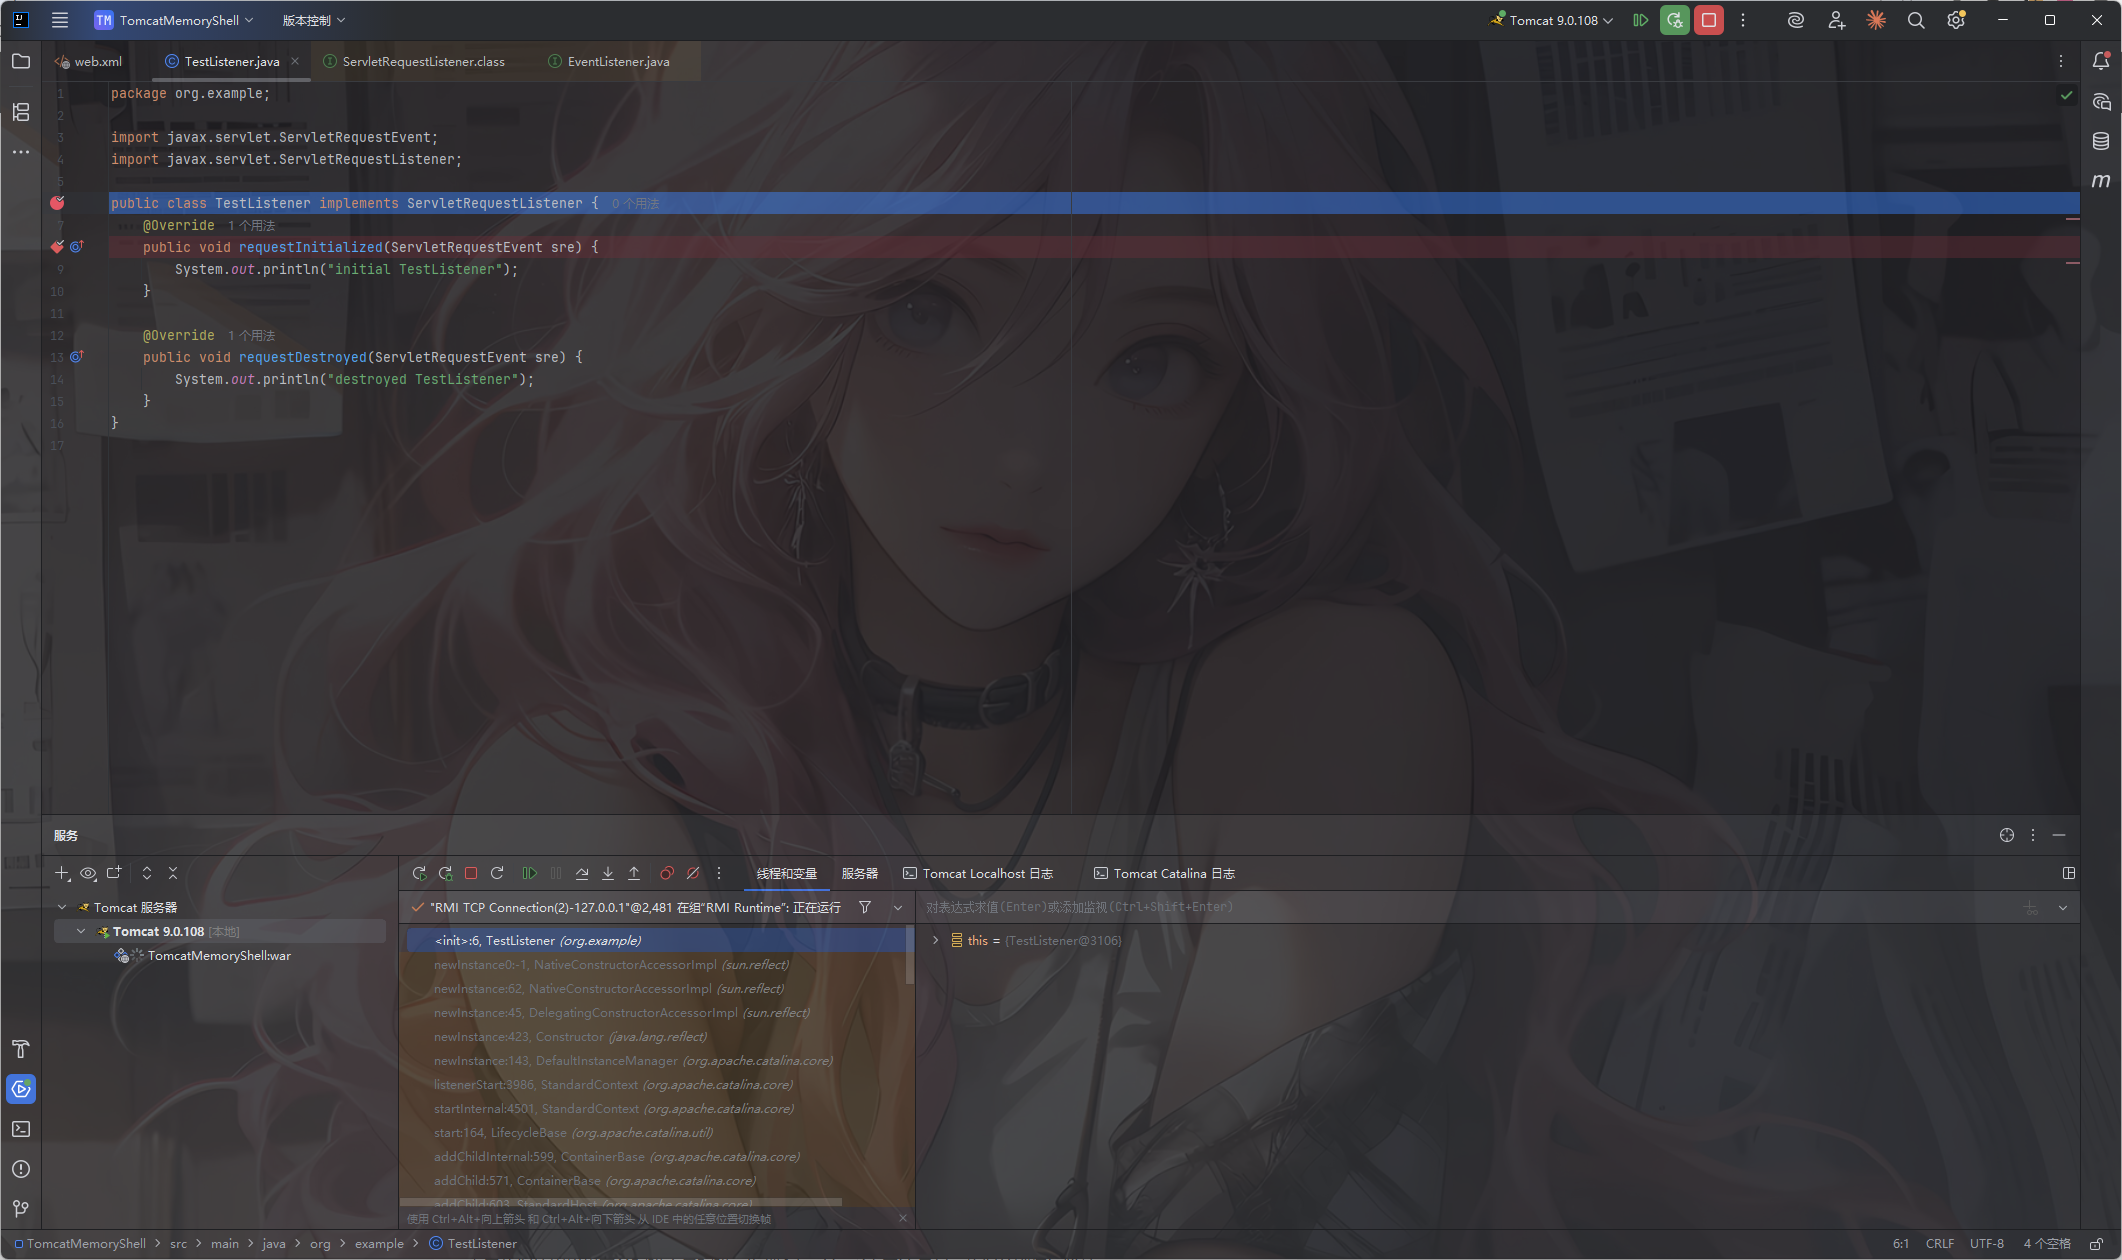 TM TomcatMemoryShell 版本控制 Tomcat 9.0.108
web.xml TestListener.java ServletRequestListener.class EventListener.java
1 package org.example;
2
3 import javax.servlet.ServletRequestEvent;
4 import javax.servlet.ServletRequestListener;
5
public class TestListener implements ServletRequestListener { 0 个用法
7 @Override 1 个用法
public void requestInitialized(ServletRequestEvent sre) {
9 System.out.println("initial TestListener");
10 }
11
12 @Override 1 个用法
13 public void requestDestroyed(ServletRequestEvent sre) {
14 System.out.println("destroyed TestListener");
15 }
16 }
17
服务
线程和变量 服务器 Tomcat Localhost 日志 Tomcat Catalina 日志
Tomcat 服务器
Tomcat 9.0.108 [本地]
TomcatMemoryShell:war
"RMI TCP Connection(2)-127.0.0.1"@2,481 在组"RMI Runtime": 正在运行
对表达式求值(Enter)或添加监视(Ctrl+Shift+Enter)
<init>:6, TestListener (org.example)
newInstance0:-1, NativeConstructorAccessorImpl (sun.reflect)
newInstance:62, NativeConstructorAccessorImpl (sun.reflect)
newInstance:45, DelegatingConstructorAccessorImpl (sun.reflect)
newInstance:423, Constructor (java.lang.reflect)
newInstance:143, DefaultInstanceManager (org.apache.catalina.core)
listenerStart:3986, StandardContext (org.apache.catalina.core)
startInternal:4501, StandardContext (org.apache.catalina.core)
start:164, LifecycleBase (org.apache.catalina.util)
addChildInternal:599, ContainerBase (org.apache.catalina.core)
addChild:571, ContainerBase (org.apache.catalina.core)
addChild:603, StandardHost (org.apache.catalina.core)
this = {TestListener@3106}
使用 Ctrl+Alt+向上箭头 和 Ctrl+Alt+向下箭头 从 IDE 中的任意位置切换帧
TomcatMemoryShell > src > main > java > org > example > TestListener
6:1 CRLF UTF-8 4 个空格